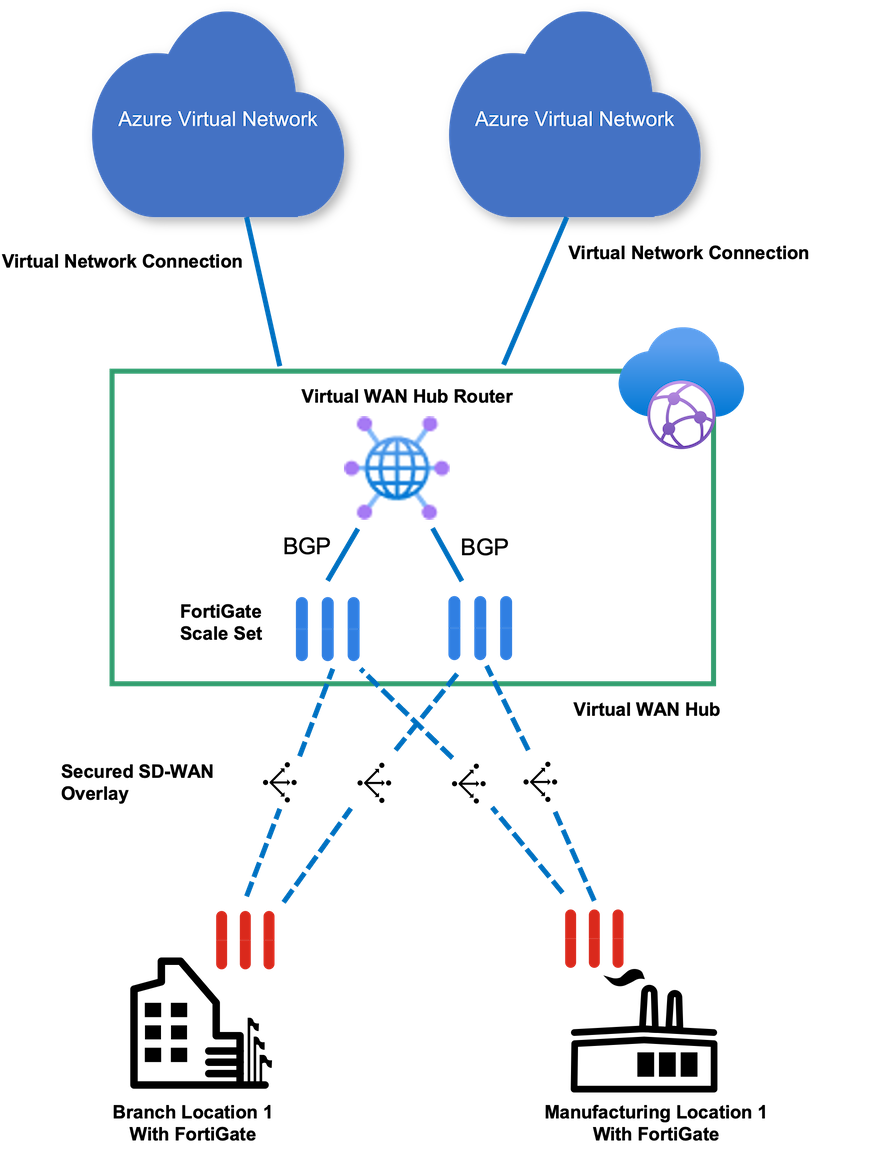 Azure Virtual Network
Azure Virtual Network
Virtual Network Connection
Virtual Network Connection
Virtual WAN Hub Router
BGP
BGP
FortiGate
Scale Set
Virtual WAN Hub
Secured SD-WAN
Overlay
Branch Location 1
With FortiGate
Manufacturing Location 1
With FortiGate